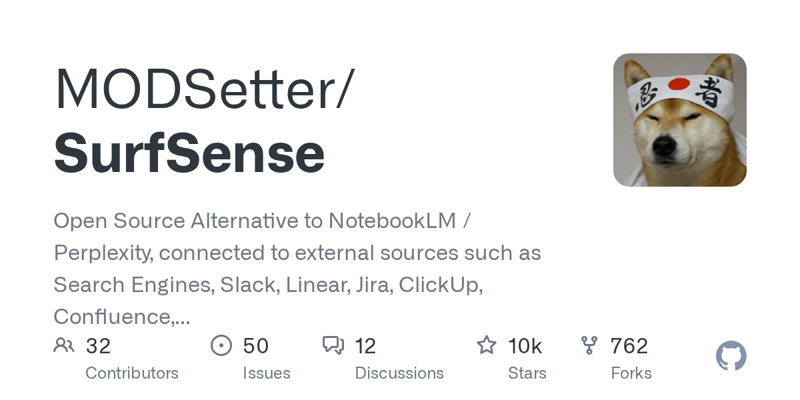 MODSetter/
SurfSense
忍 者
Open Source Alternative to NotebookLM /
Perplexity, connected to external sources such as
Search Engines, Slack, Linear, Jira, ClickUp,
Confluence,...
32 50 12 10k 762
Contributors Issues Discussions Stars Forks